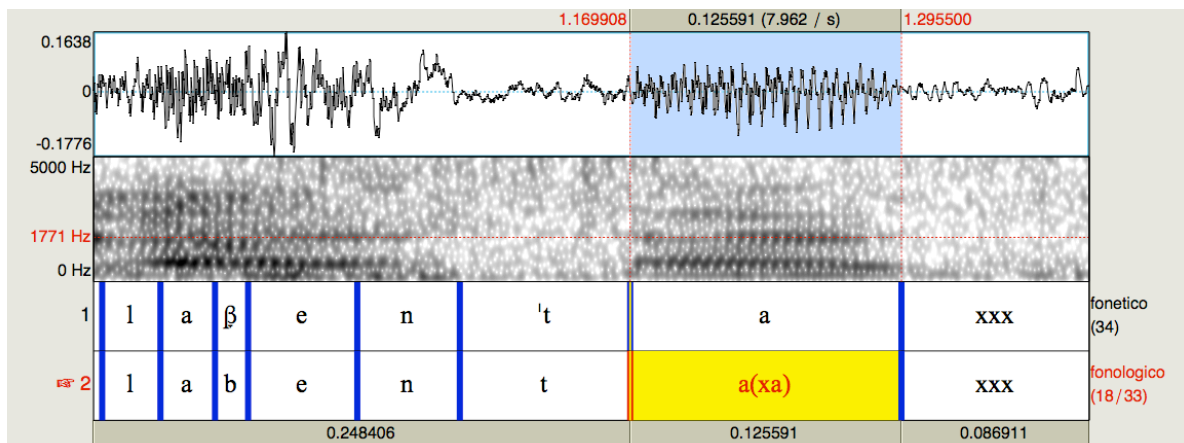 1.169908 0.125591 (7.962 / s) 1.295500
0.1638
0
-0.1776
5000 Hz
1771 Hz
0 Hz
1 l a β̞ e n ˈt a xxx fonetico
(34)
☞ 2 l a b e n t a(xa) xxx fonologico
(18/33)
0.248406 0.125591 0.086911